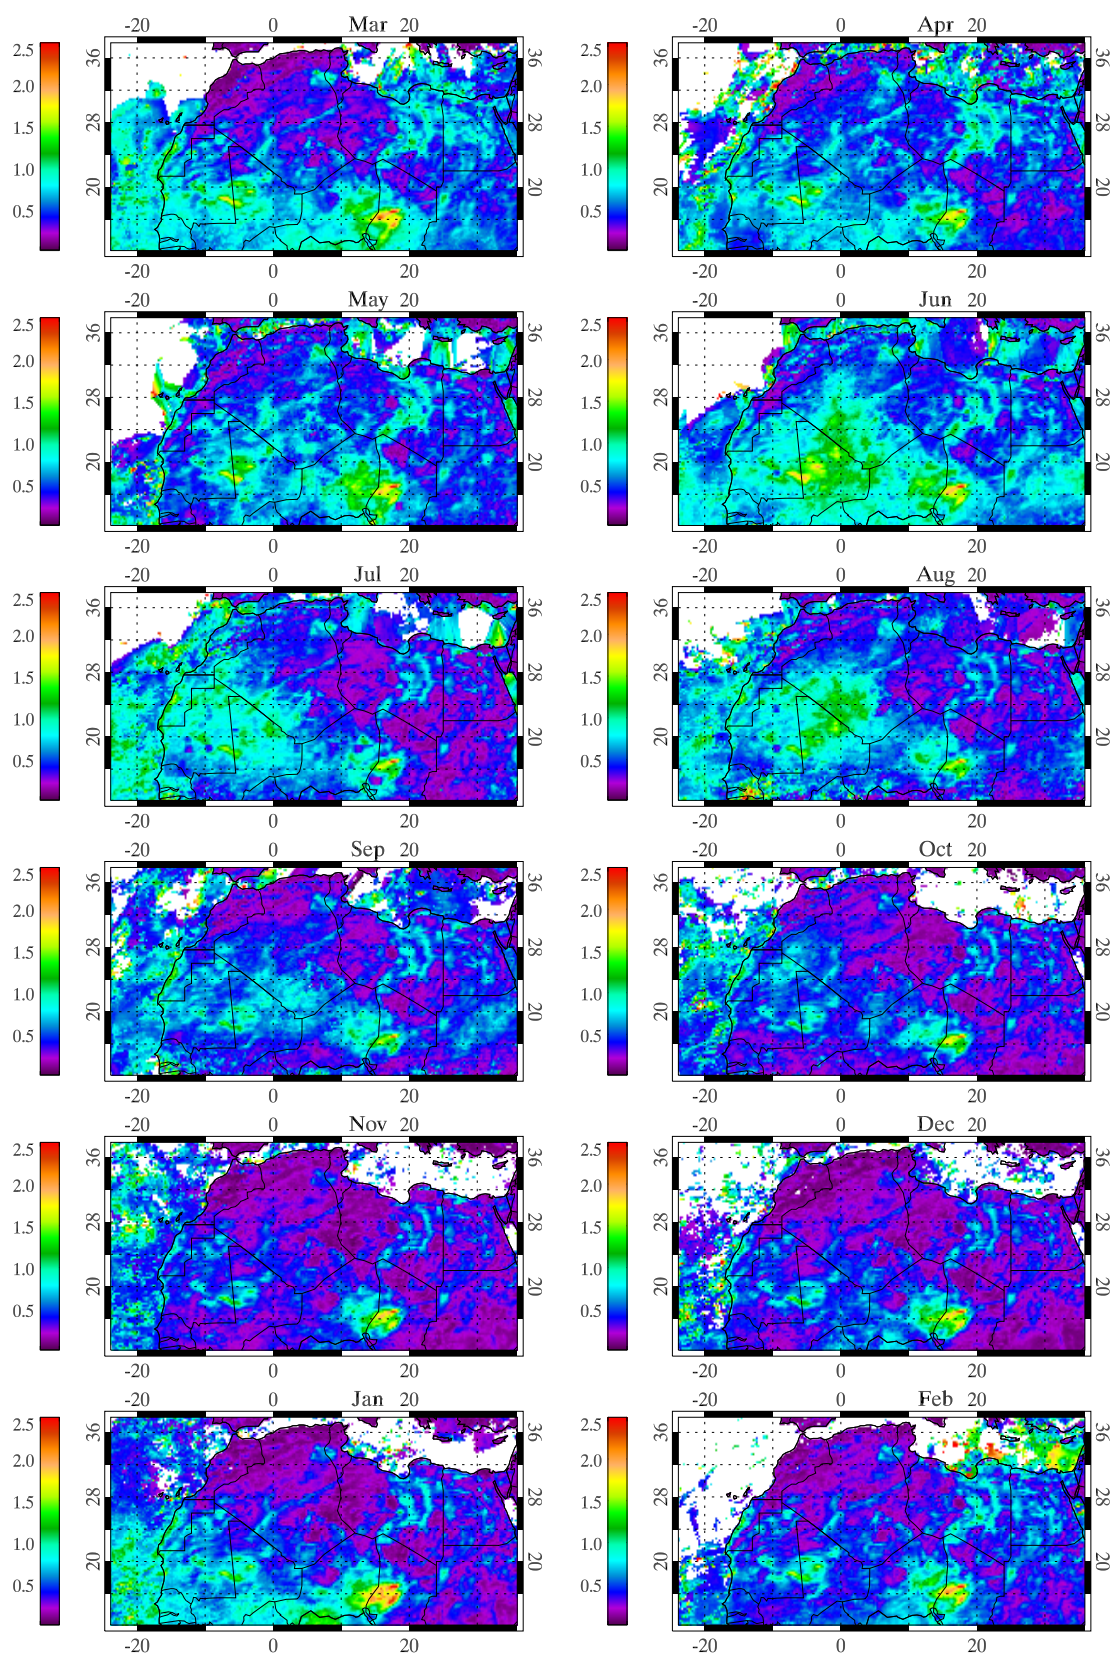 -20 0 Mar 20 -20 0 Apr 20
2.5 2.0 1.5 1.0 0.5 36 28 20 2.5 2.0 1.5 1.0 0.5 36 28 20
-20 0 20 -20 0 20
-20 0 May 20 -20 0 Jun 20
2.5 2.0 1.5 1.0 0.5 36 28 20 2.5 2.0 1.5 1.0 0.5 36 28 20
-20 0 20 -20 0 20
-20 0 Jul 20 -20 0 Aug 20
2.5 2.0 1.5 1.0 0.5 36 28 20 2.5 2.0 1.5 1.0 0.5 36 28 20
-20 0 20 -20 0 20
-20 0 Sep 20 -20 0 Oct 20
2.5 2.0 1.5 1.0 0.5 36 28 20 2.5 2.0 1.5 1.0 0.5 36 28 20
-20 0 20 -20 0 20
-20 0 Nov 20 -20 0 Dec 20
2.5 2.0 1.5 1.0 0.5 36 28 20 2.5 2.0 1.5 1.0 0.5 36 28 20
-20 0 20 -20 0 20
-20 0 Jan 20 -20 0 Feb 20
2.5 2.0 1.5 1.0 0.5 36 28 20 2.5 2.0 1.5 1.0 0.5 36 28 20
-20 0 20 -20 0 20